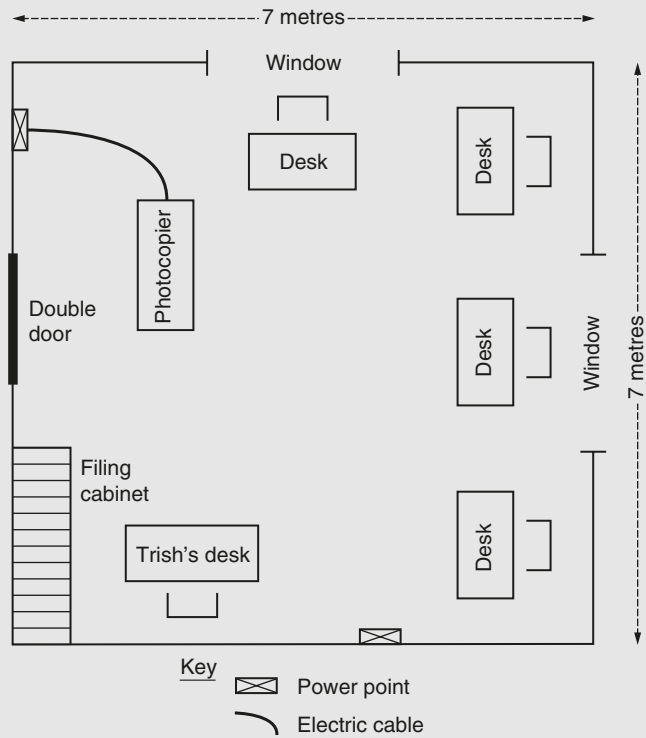 7 metres
Window
Desk
Desk
Photocopier
Double
door
Desk
Window
7 metres
Filing
cabinet
Trish's desk
Desk
Key
Power point
Electric cable